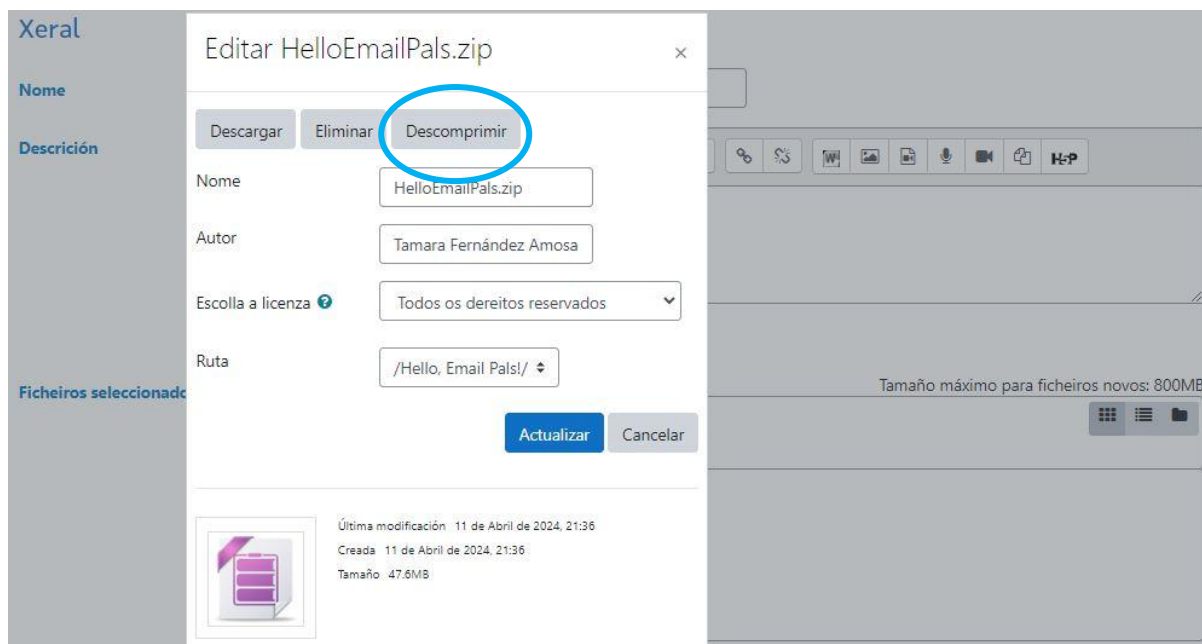 Xeral
Editar HelloEmailPals.zip ×
Nome
Descargar Eliminar Descomprimir
Descrición
H-P
Nome HelloEmailPals.zip
Autor Tamara Fernández Amosa
Escolla a licenza ? Todos os dereitos reservados
Ruta /Hello, Email Pals!/
Ficheiros seleccionado
Tamaño máximo para ficheiros novos: 800MB
Actualizar Cancelar
Última modificación 11 de Abril de 2024, 21:36
Creada 11 de Abril de 2024, 21:36
Tamaño 47.6MB